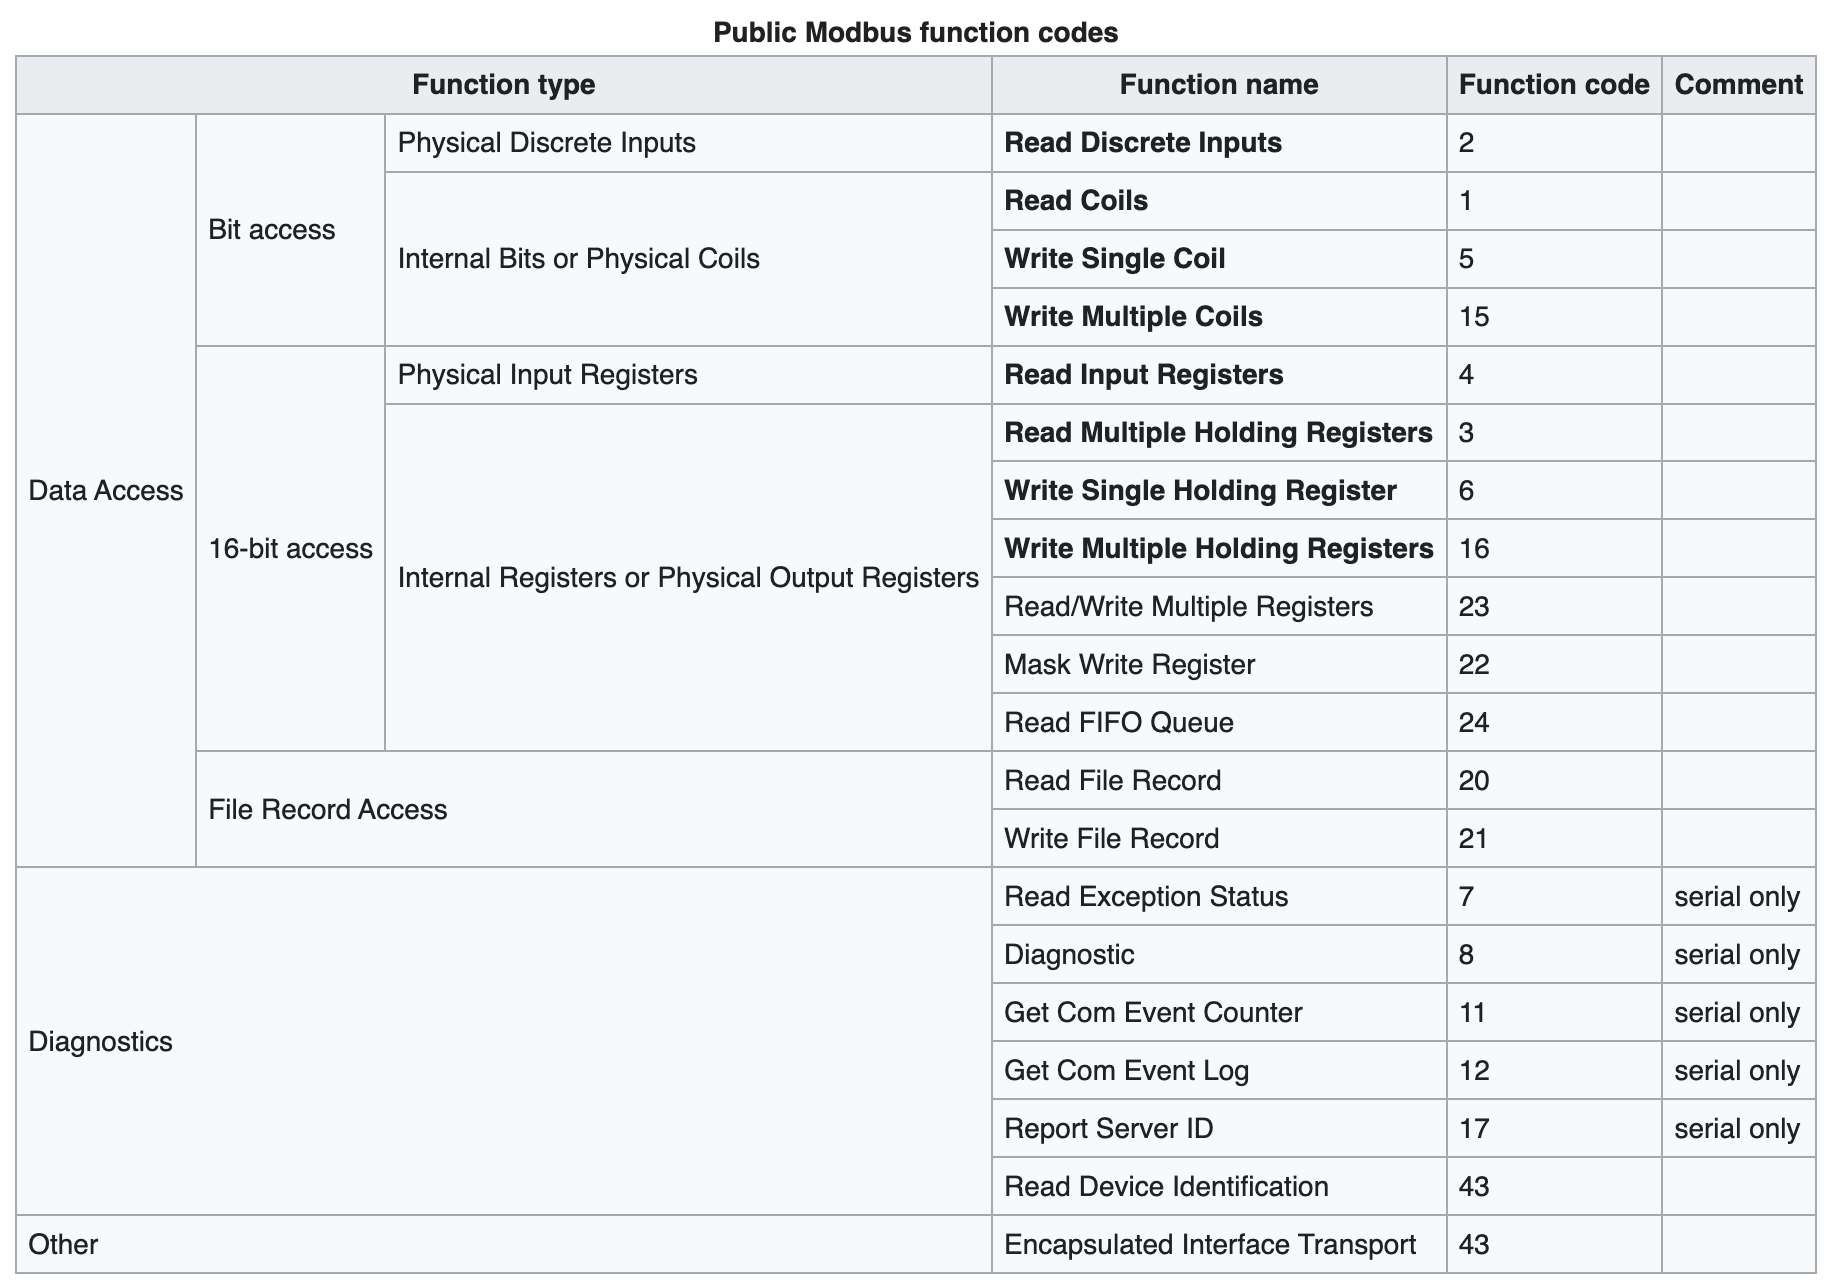 Public Modbus function codes
Function type Function name Function code Comment
Data Access Bit access Physical Discrete Inputs Read Discrete Inputs 2
Internal Bits or Physical Coils Read Coils 1
Write Single Coil 5
Write Multiple Coils 15
16-bit access Physical Input Registers Read Input Registers 4
Internal Registers or Physical Output Registers Read Multiple Holding Registers 3
Write Single Holding Register 6
Write Multiple Holding Registers 16
Read/Write Multiple Registers 23
Mask Write Register 22
Read FIFO Queue 24
File Record Access Read File Record 20
Write File Record 21
Diagnostics Read Exception Status 7 serial only
Diagnostic 8 serial only
Get Com Event Counter 11 serial only
Get Com Event Log 12 serial only
Report Server ID 17 serial only
Read Device Identification 43
Other Encapsulated Interface Transport 43